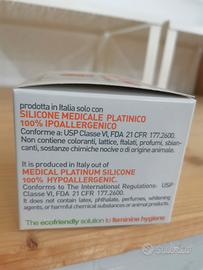 prodotta in Italia solo con
SILICONE MEDICALE PLATINICO
100% IPOALLERGENICO
Conforme a: USP Classe VI, FDA 21 CFR 177.2600.
Non contiene coloranti, lattice, ftalati, profumi, sbian-
canti, sostanze chimiche nocive o di origine animale.
It is produced in Italy out of
MEDICAL PLATINUM SILICONE
100% HYPOALLERGENIC.
Conforms to The International Regulations: USP
Classe VI, FDA 21 CFR 177.2600.
It does not contain latex, phthalate, perfumes, whitening
agents, or harmful chemical substances or animal products.
The ecofriendly solution to feminine hygiene
subito